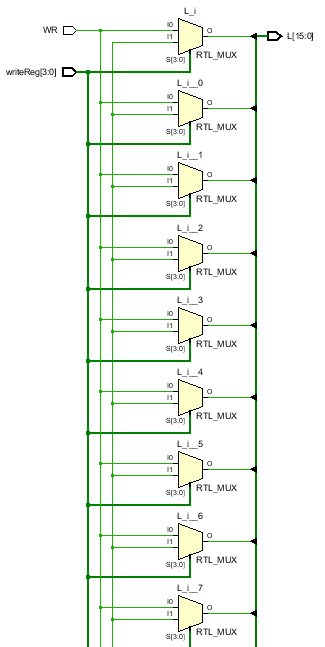 L_i
WR
I0
I1
O
S[3:0]
RTL_MUX
L[15:0]
writeReg[3:0]
L_i__0
I0
I1
O
S[3:0]
RTL_MUX
L_i__1
I0
I1
O
S[3:0]
RTL_MUX
L_i__2
I0
I1
O
S[3:0]
RTL_MUX
L_i__3
I0
I1
O
S[3:0]
RTL_MUX
L_i__4
I0
I1
O
S[3:0]
RTL_MUX
L_i__5
I0
I1
O
S[3:0]
RTL_MUX
L_i__6
I0
I1
O
S[3:0]
RTL_MUX
L_i__7
I0
I1
O
S[3:0]
RTL_MUX